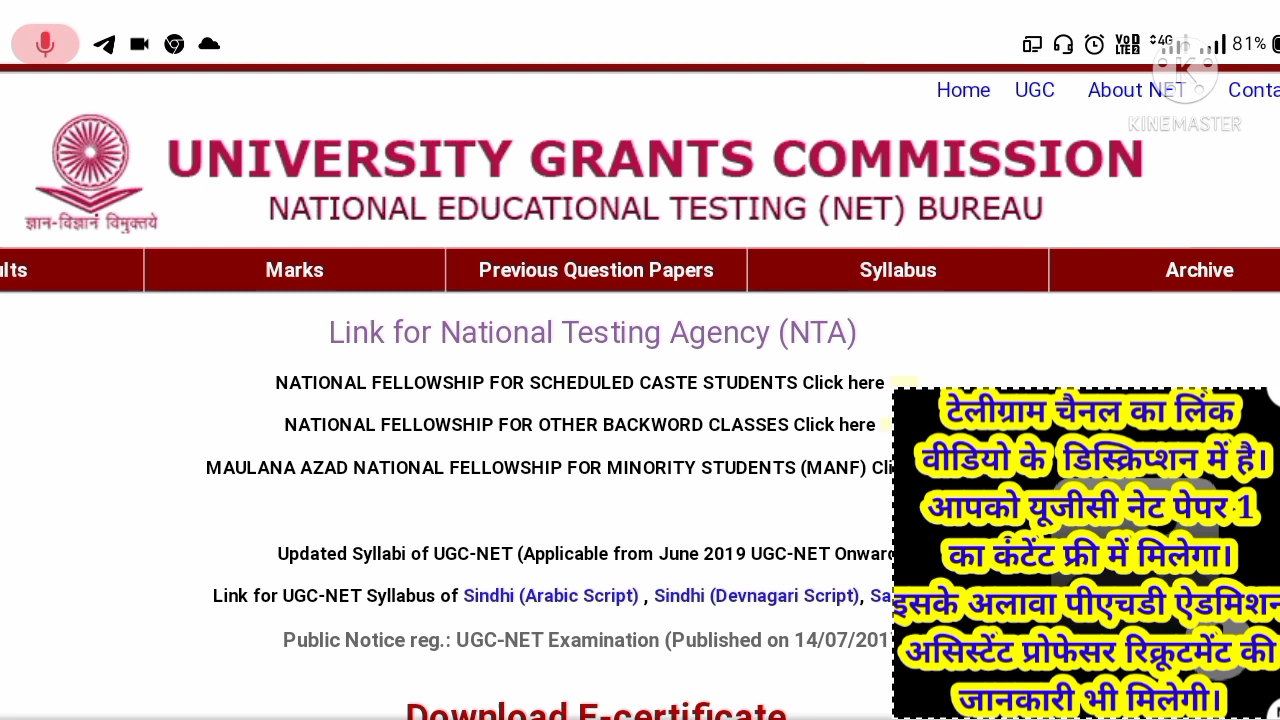 VoD 4G 81%
LTE2
Home UGC About NET Conta
KINEMASTER
UNIVERSITY GRANTS COMMISSION
NATIONAL EDUCATIONAL TESTING (NET) BUREAU
ज्ञान-विज्ञानं विमुक्तये
ults Marks Previous Question Papers Syllabus Archive
Link for National Testing Agency (NTA)
NATIONAL FELLOWSHIP FOR SCHEDULED CASTE STUDENTS Click here
NATIONAL FELLOWSHIP FOR OTHER BACKWORD CLASSES Click here
MAULANA AZAD NATIONAL FELLOWSHIP FOR MINORITY STUDENTS (MANF) Cli
Updated Syllabi of UGC-NET (Applicable from June 2019 UGC-NET Onward
Link for UGC-NET Syllabus of Sindhi (Arabic Script) , Sindhi (Devnagari Script), Sa
Public Notice reg.: UGC-NET Examination (Published on 14/07/201
Download E-certificate
टेलीग्राम चैनल का लिंक
वीडियो के डिस्क्रिप्शन में है।
आपको यूजीसी नेट पेपर 1
का कंटेंट फ्री में मिलेगा।
इसके अलावा पीएचडी ऐडमिशन
असिस्टेंट प्रोफेसर रिक्रूटमेंट की
जानकारी भी मिलेगी।